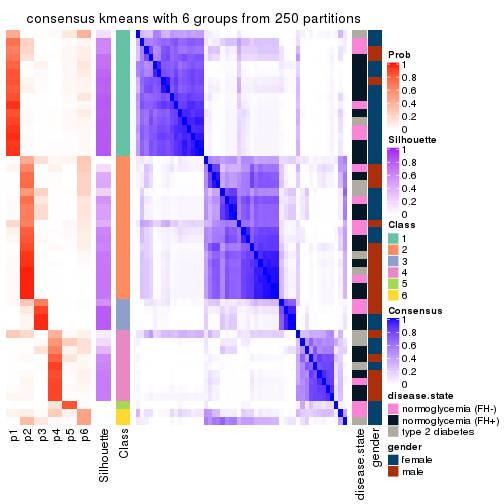 consensus kmeans with 6 groups from 250 partitions
Prob
1
0.8
0.6
0.4
0.2
0
Silhouette
1
0.8
0.6
0.4
0.2
0
Class
1
2
3
4
5
6
Consensus
1
0.8
0.6
0.4
0.2
0
disease.state
normoglycemia (FH-)
normoglycemia (FH+)
type 2 diabetes
gender
female
male
p1
p2
p3
p4
p5
p6
Silhouette
Class
disease.state
gender